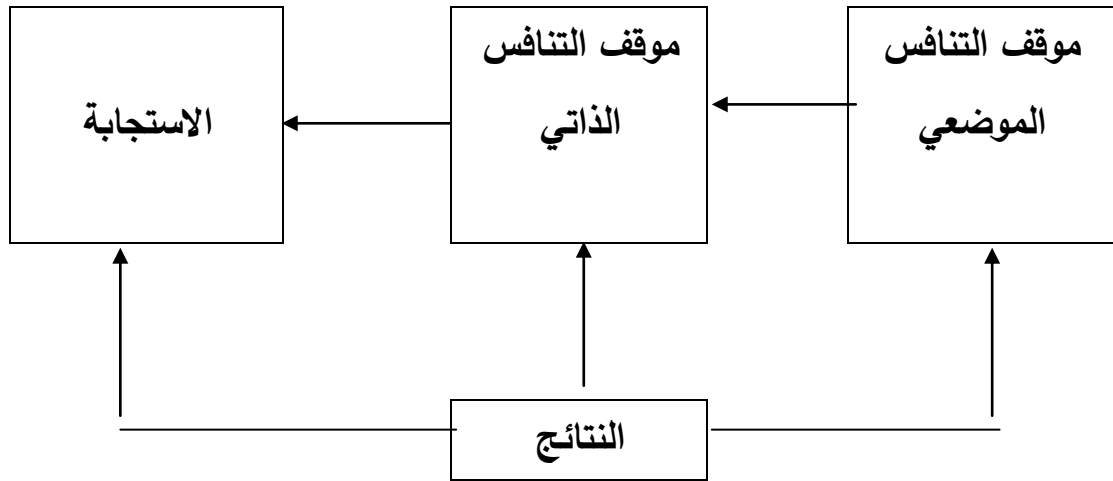 موقف التنافس
الموضعي
موقف التنافس
الذاتي
الاستجابة
النتائج